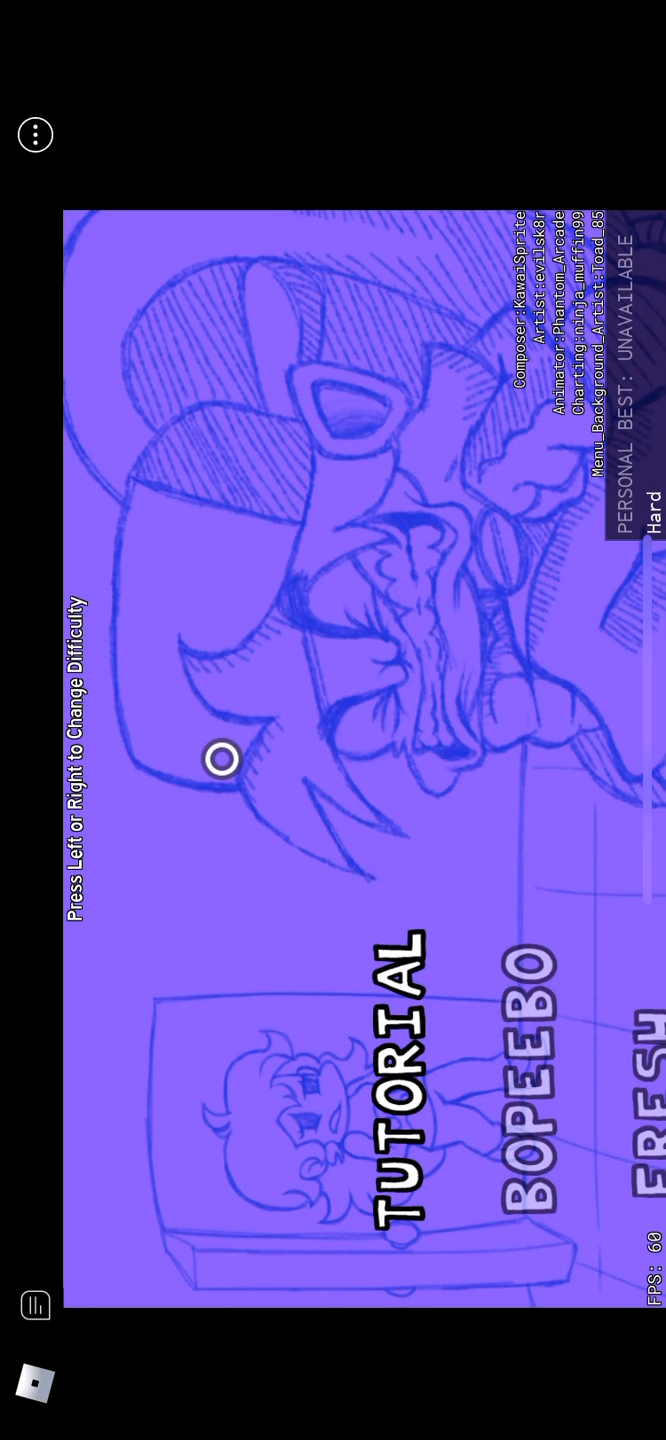 Press Left or Right to Change Difficulty
TUTORIAL
BOPEEBO
FRESH
FPS: 60
Composer:KawaiSprite
Artist:evilsk8r
Animator:Phantom_Arcade
Charting:ninja_muffin99
Menu_Background_Artist:Toad_85
PERSONAL BEST: UNAVAILABLE
Hard